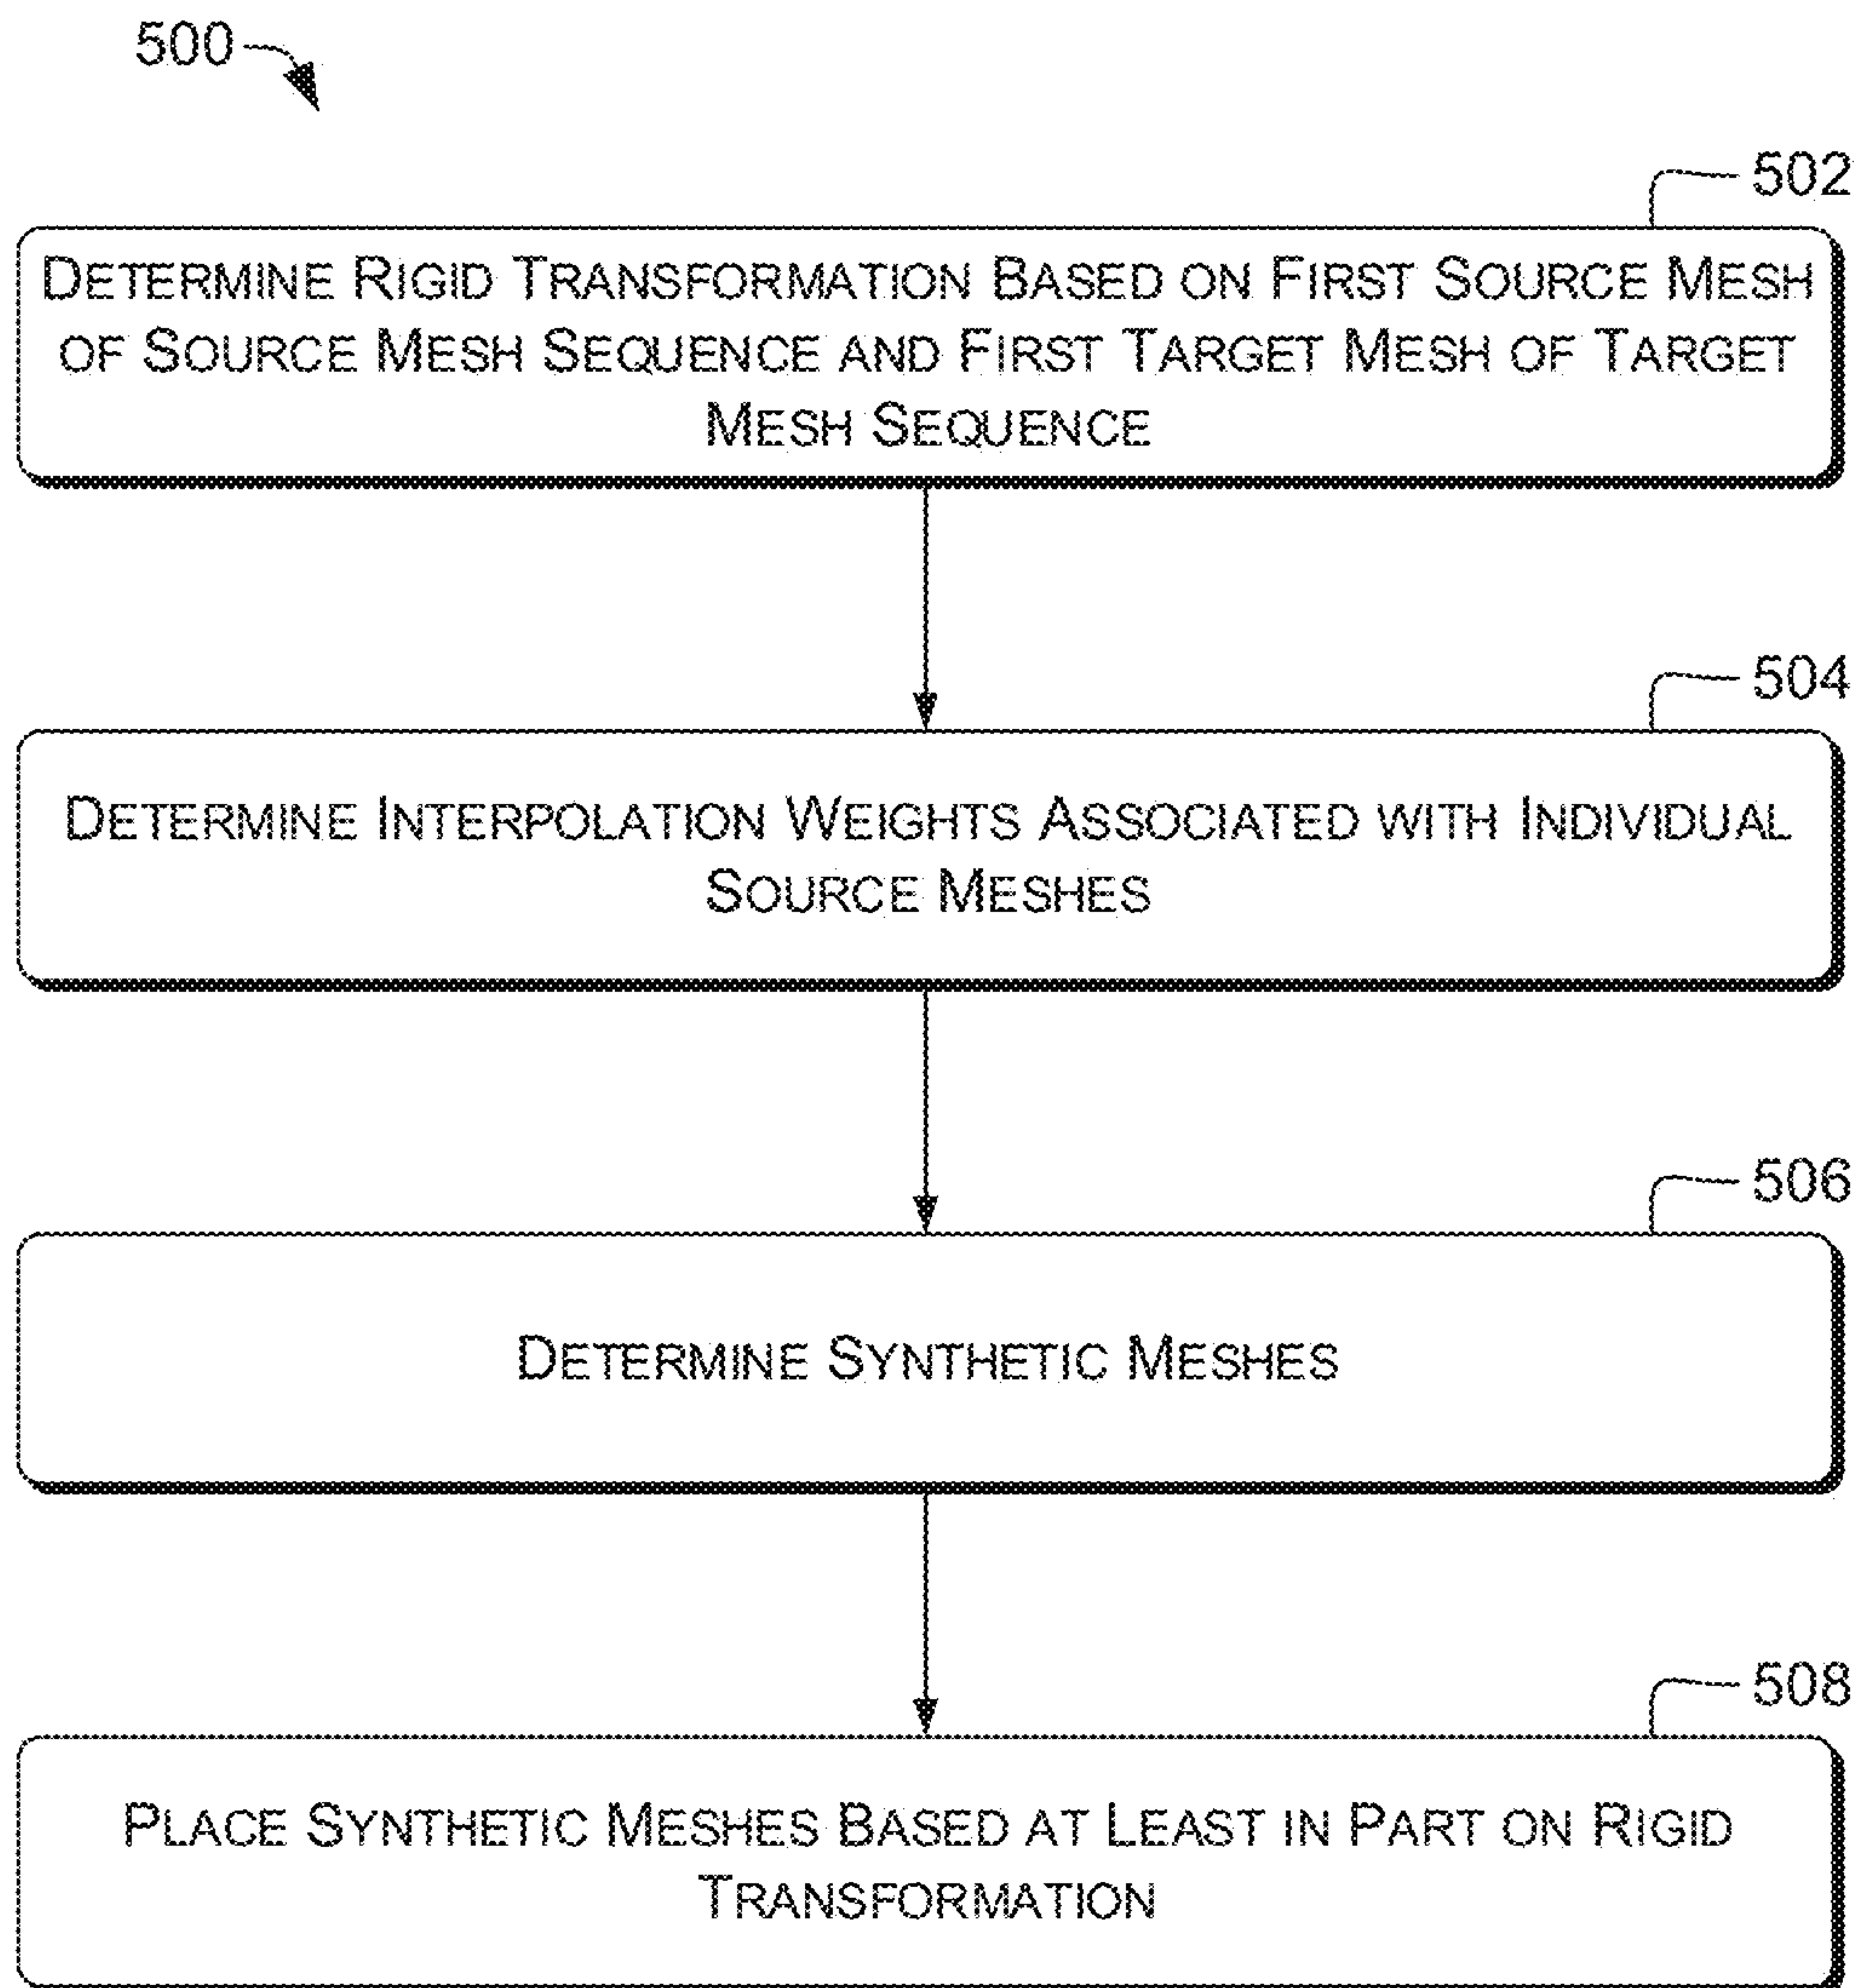 500
502
DETERMINE RIGID TRANSFORMATION BASED ON FIRST SOURCE MESH
OF SOURCE MESH SEQUENCE AND FIRST TARGET MESH OF TARGET
MESH SEQUENCE
504
DETERMINE INTERPOLATION WEIGHTS ASSOCIATED WITH INDIVIDUAL
SOURCE MESHES
506
DETERMINE SYNTHETIC MESHES
508
PLACE SYNTHETIC MESHES BASED AT LEAST IN PART ON RIGID
TRANSFORMATION